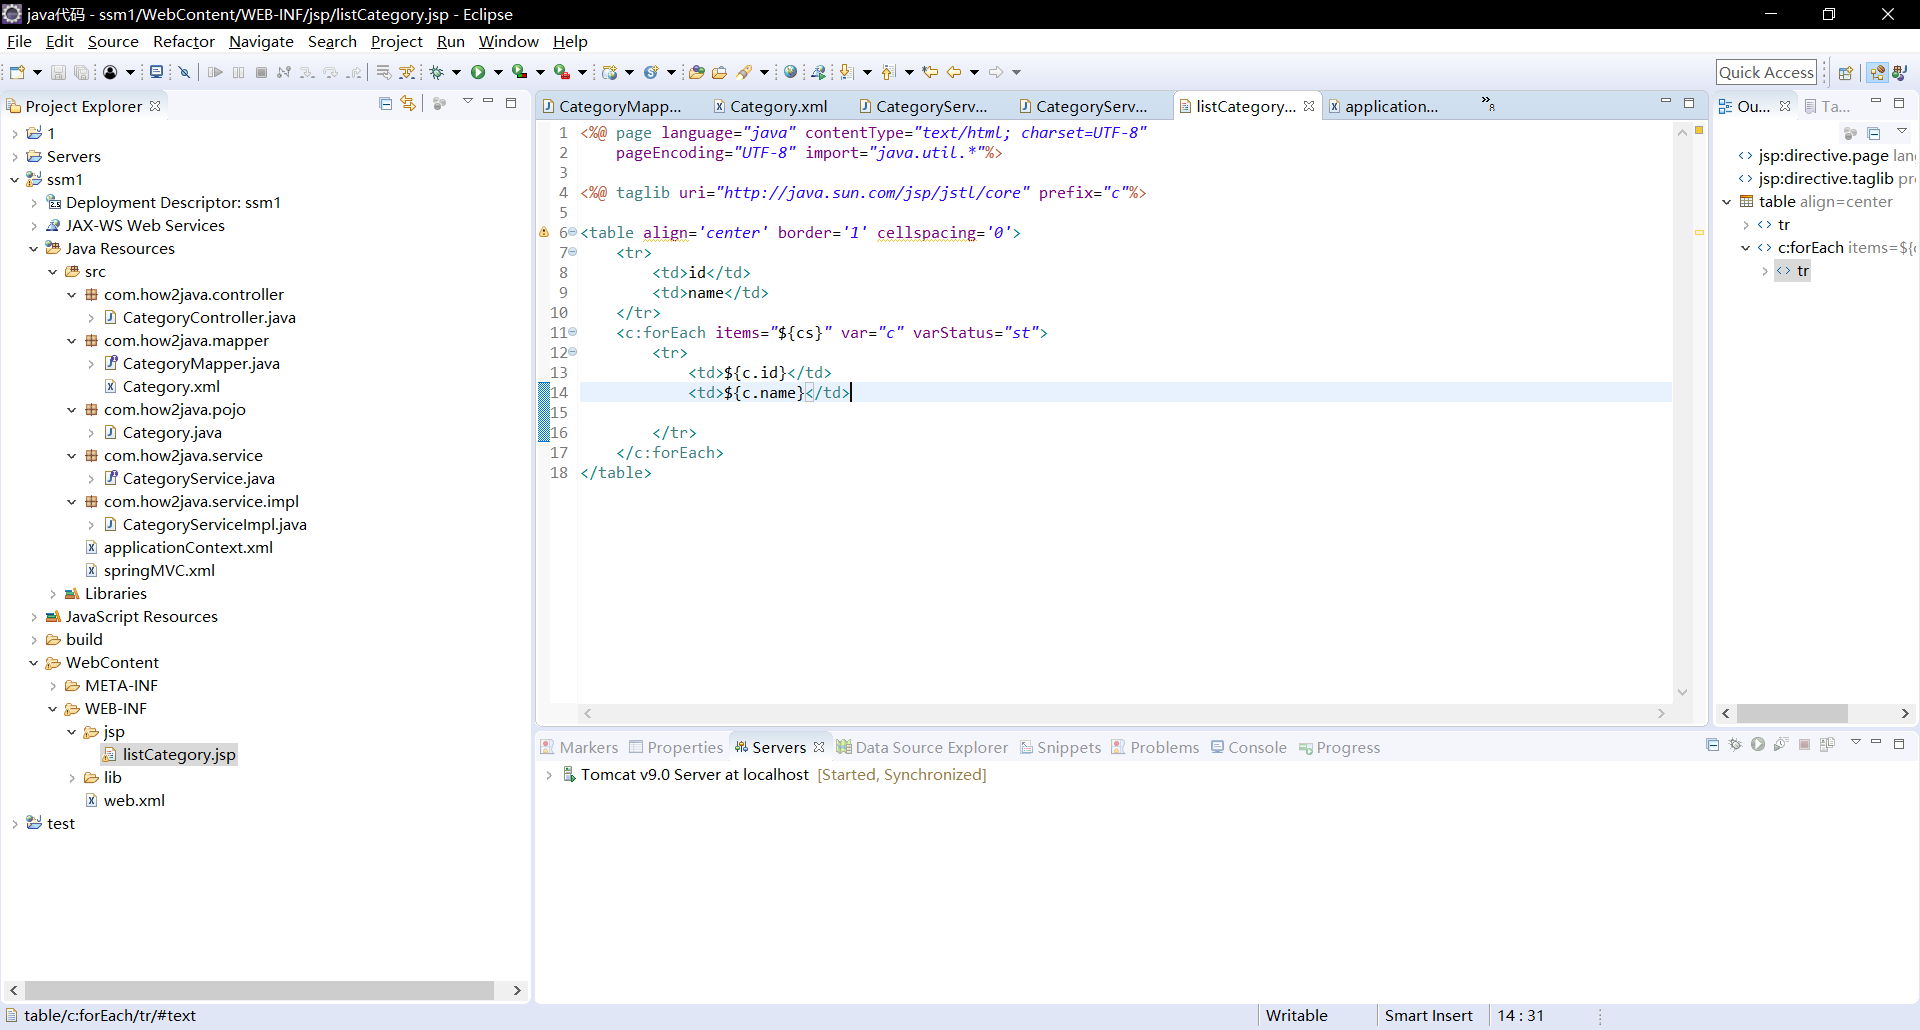 java代码 - ssm1/WebContent/WEB-INF/jsp/listCategory.jsp - Eclipse
File Edit Source Refactor Navigate Search Project Run Window Help
Quick Access
Project Explorer
1
Servers
ssm1
Deployment Descriptor: ssm1
JAX-WS Web Services
Java Resources
src
com.how2java.controller
CategoryController.java
com.how2java.mapper
CategoryMapper.java
Category.xml
com.how2java.pojo
Category.java
com.how2java.service
CategoryService.java
com.how2java.service.impl
CategoryServiceImpl.java
applicationContext.xml
springMVC.xml
Libraries
JavaScript Resources
build
WebContent
META-INF
WEB-INF
jsp
listCategory.jsp
lib
web.xml
test
CategoryMapp... Category.xml CategoryServ... CategoryServ... listCategory... application... »8
1 <%@ page language="java" contentType="text/html; charset=UTF-8"
2     pageEncoding="UTF-8" import="java.util.*"%>
3
4 <%@ taglib uri="http://java.sun.com/jsp/jstl/core" prefix="c"%>
5
6 <table align='center' border='1' cellspacing='0'>
7     <tr>
8         <td>id</td>
9         <td>name</td>
10     </tr>
11     <c:forEach items="${cs}" var="c" varStatus="st">
12         <tr>
13             <td>${c.id}</td>
14             <td>${c.name}</td>
15
16         </tr>
17     </c:forEach>
18 </table>
Ou... Ta...
jsp:directive.page lan
jsp:directive.taglib pr
table align=center
tr
c:forEach items=${
tr
Markers Properties Servers Data Source Explorer Snippets Problems Console Progress
Tomcat v9.0 Server at localhost [Started, Synchronized]
table/c:forEach/tr/#text
Writable Smart Insert 14 : 31